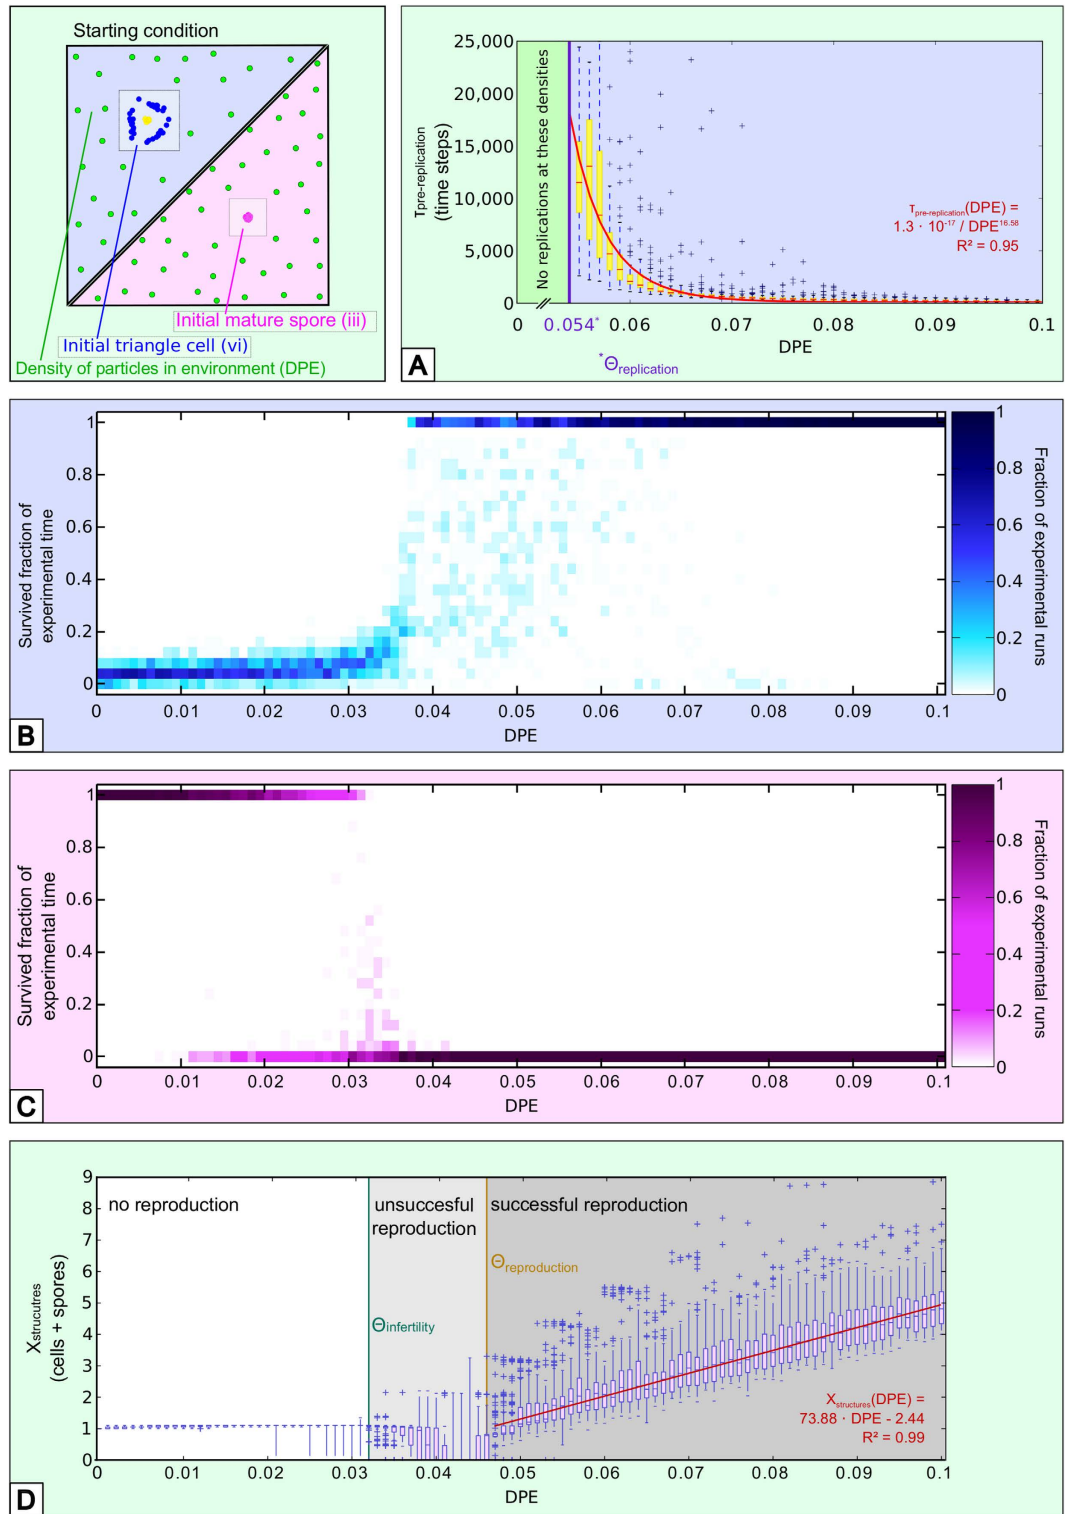 Starting condition
Initial mature spore (iii)
Initial triangle cell (vi)
Density of particles in environment (DPE)
25,000
20,000
15,000
10,000
5,000
0
Τpre-replication
(time steps)
No replications at these densities
τpre-replication(DPE) =
1.3 · 10⁻¹⁷ / DPE¹⁶·⁵⁸
R² = 0.95
0 0.054* 0.06 0.07 0.08 0.09 0.1
DPE
*Θreplication
A
1
0.8
0.6
0.4
0.2
0
Survived fraction of
experimental time
0 0.01 0.02 0.03 0.04 0.05 0.06 0.07 0.08 0.09 0.1
DPE
1
0.8
0.6
0.4
0.2
0
Fraction of experimental runs
B
1
0.8
0.6
0.4
0.2
0
Survived fraction of
experimental time
0 0.01 0.02 0.03 0.04 0.05 0.06 0.07 0.08 0.09 0.1
DPE
1
0.8
0.6
0.4
0.2
0
Fraction of experimental runs
C
9
8
7
6
5
4
3
2
1
0
Xstrucutres
(cells + spores)
no reproduction
unsuccesful
reproduction
successful reproduction
Θreproduction
Θinfertility
Xstructures(DPE) =
73.88 · DPE - 2.44
R² = 0.99
0 0.01 0.02 0.03 0.04 0.05 0.06 0.07 0.08 0.09 0.1
DPE
D